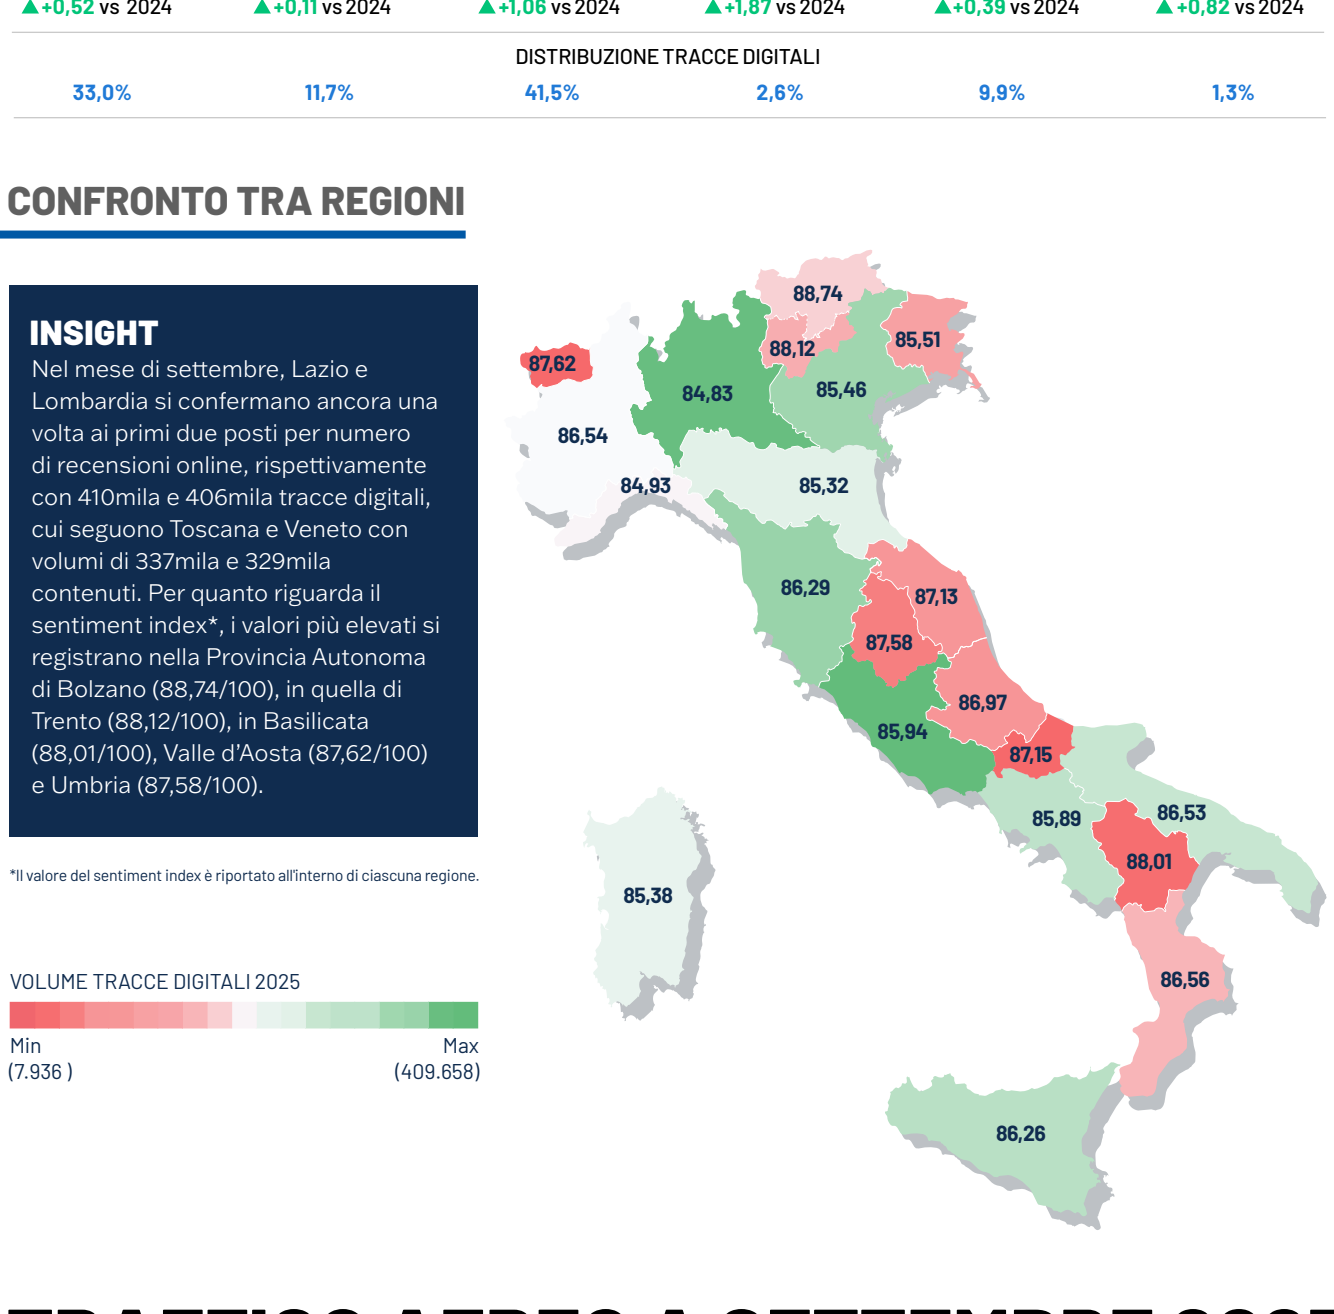 ▲+0,52 vs 2024 ▲+0,11 vs 2024 ▲+1,06 vs 2024 ▲+1,87 vs 2024 ▲+0,39 vs 2024 ▲+0,82 vs 2024
DISTRIBUZIONE TRACCE DIGITALI
33,0% 11,7% 41,5% 2,6% 9,9% 1,3%
CONFRONTO TRA REGIONI
INSIGHT
Nel mese di settembre, Lazio e
Lombardia si confermano ancora una
volta ai primi due posti per numero
di recensioni online, rispettivamente
con 410mila e 406mila tracce digitali,
cui seguono Toscana e Veneto con
volumi di 337mila e 329mila
contenuti. Per quanto riguarda il
sentiment index*, i valori più elevati si
registrano nella Provincia Autonoma
di Bolzano (88,74/100), in quella di
Trento (88,12/100), in Basilicata
(88,01/100), Valle d'Aosta (87,62/100)
e Umbria (87,58/100).
*Il valore del sentiment index è riportato all'interno di ciascuna regione.
VOLUME TRACCE DIGITALI 2025
Min Max
(7.936 ) (409.658)
88,74
85,51
88,12
87,62
84,83
85,46
86,54
84,93
85,32
86,29
87,13
87,58
86,97
85,94
87,15
86,53
85,89
88,01
85,38
86,56
86,26
TRAFFICO AEREO A SETTEMBRE